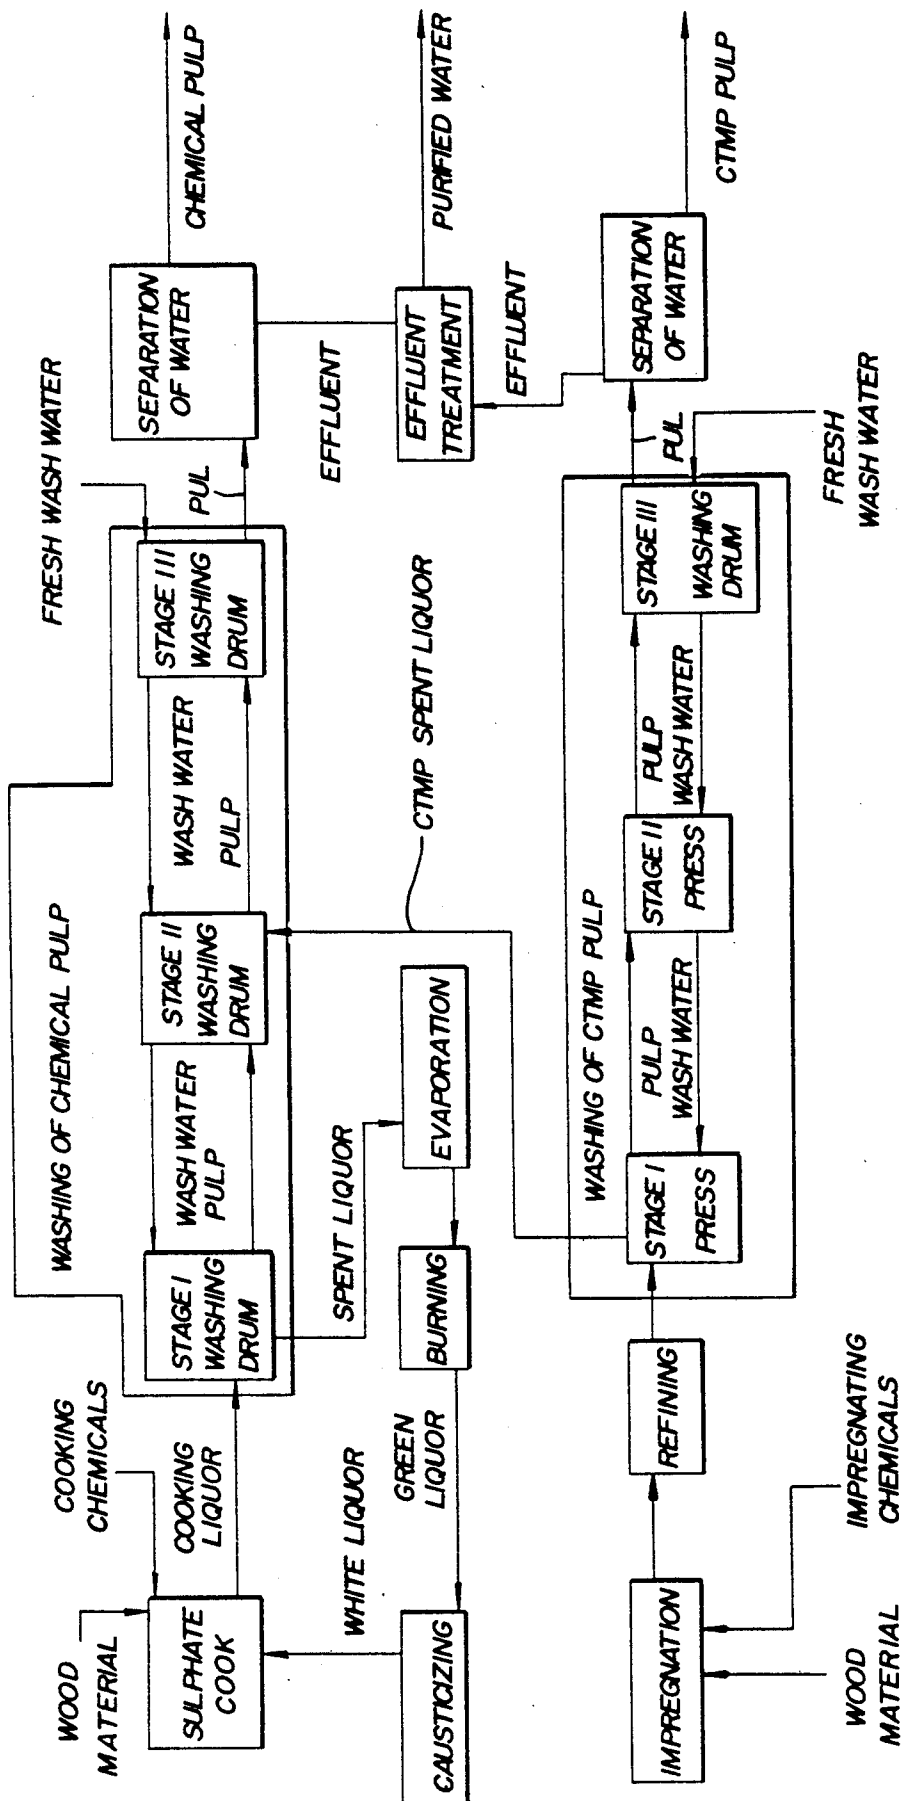 WOOD
MATERIAL
COOKING
CHEMICALS
SULPHATE
COOK
COOKING
LIQUOR
WASHING OF CHEMICAL PULP
STAGE I
WASHING
DRUM
WASH WATER
PULP
STAGE II
WASHING
DRUM
WASH WATER
PULP
STAGE III
WASHING
DRUM
FRESH WASH WATER
PUL
SEPARATION
OF WATER
CHEMICAL PULP
WHITE LIQUOR
CAUSTICIZING
GREEN
LIQUOR
BURNING
SPENT LIQUOR
EVAPORATION
CTMP SPENT LIQUOR
EFFLUENT
EFFLUENT
TREATMENT
PURIFIED WATER
EFFLUENT
WOOD
MATERIAL
IMPREGNATING
CHEMICALS
IMPREGNATION
REFINING
WASHING OF CTMP PULP
STAGE I
PRESS
PULP
WASH WATER
STAGE II
PRESS
PULP
WASH WATER
STAGE III
WASHING
DRUM
FRESH
WASH WATER
PUL
SEPARATION
OF WATER
CTMP PULP